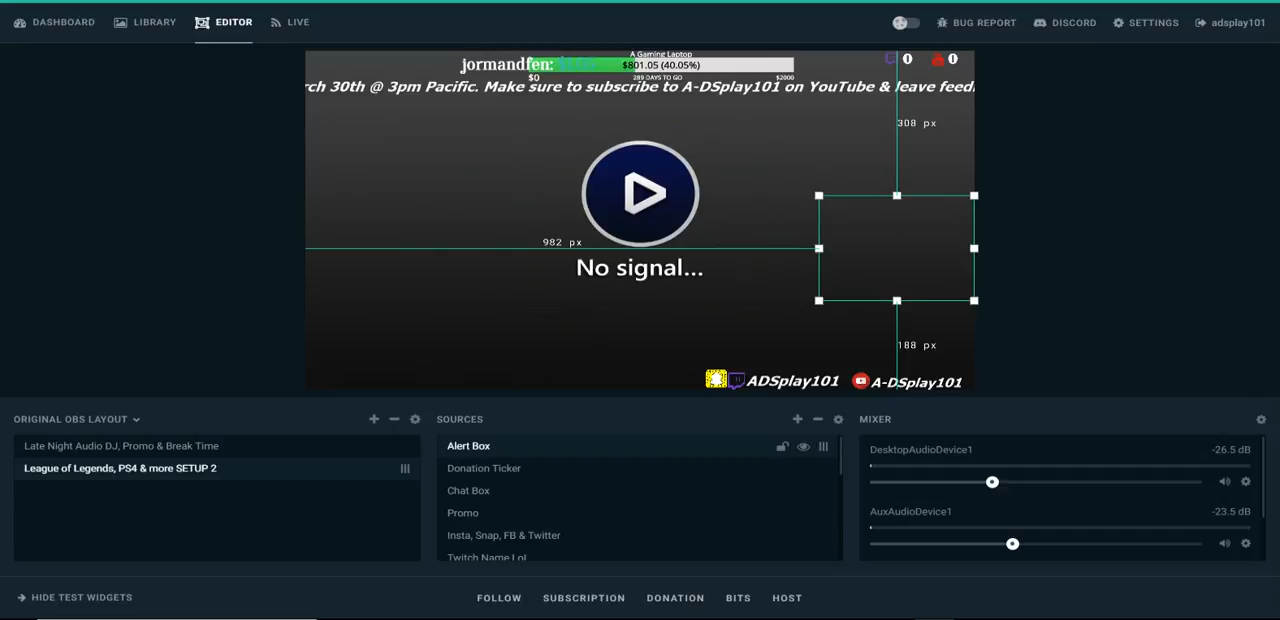 DASHBOARD LIBRARY EDITOR LIVE BUG REPORT DISCORD SETTINGS adsplay101
A Gaming Laptop
jormandfen:
$801.05 (40.05%)
0 0
$0 289 DAYS TO GO $2000
rch 30th @ 3pm Pacific. Make sure to subscribe to A-DSplay101 on YouTube & leave feed
308 px
982 px
No signal...
188 px
ADSplay101 A-DSplay101
ORIGINAL OBS LAYOUT
Late Night Audio DJ, Promo & Break Time
League of Legends, PS4 & more SETUP 2
SOURCES
Alert Box
Donation Ticker
Chat Box
Promo
Insta, Snap, FB & Twitter
Twitch Name Lol
MIXER
DesktopAudioDevice1 -26.5 dB
AuxAudioDevice1 -23.5 dB
HIDE TEST WIDGETS FOLLOW SUBSCRIPTION DONATION BITS HOST